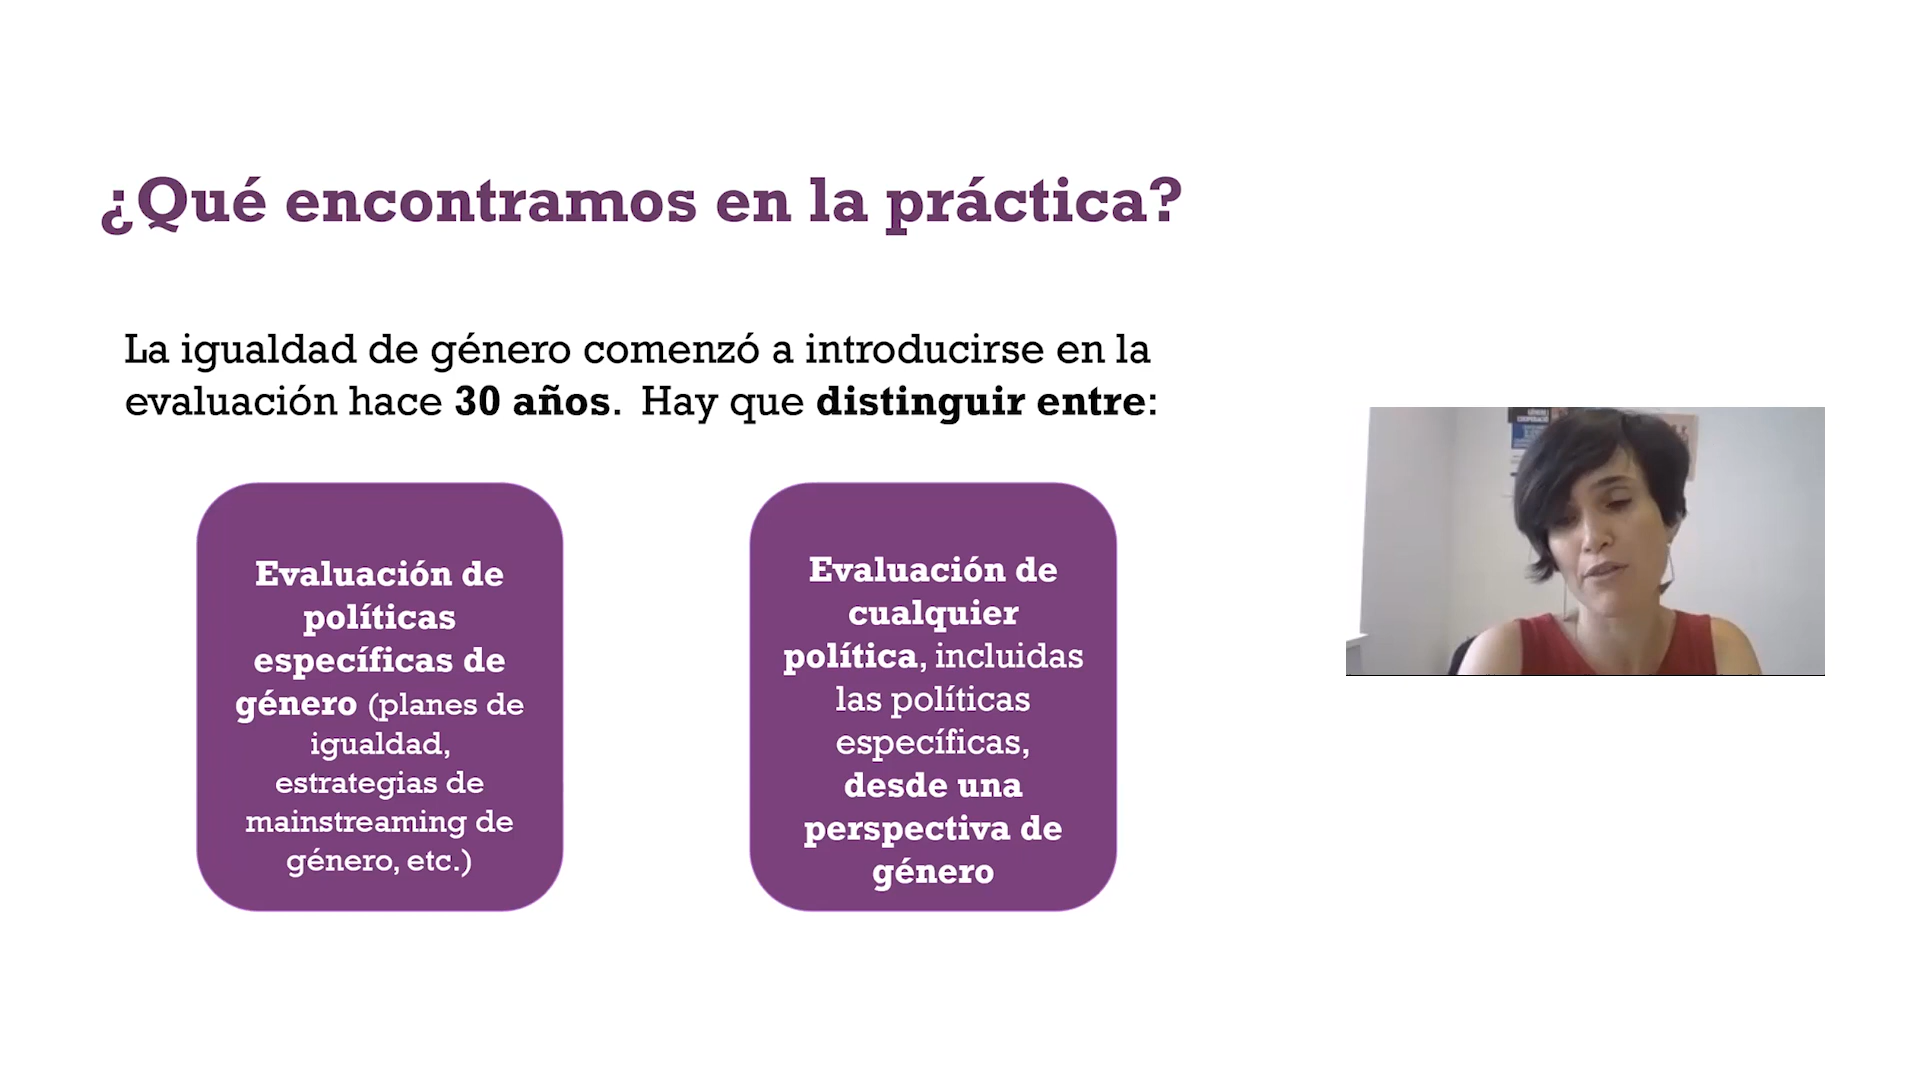 ¿Qué encontramos en la práctica?
La igualdad de género comenzó a introducirse en la
evaluación hace 30 años. Hay que distinguir entre:
Evaluación de
políticas
específicas de
género (planes de
igualdad,
estrategias de
mainstreaming de
género, etc.)
Evaluación de
cualquier
política, incluidas
las políticas
específicas,
desde una
perspectiva de
género